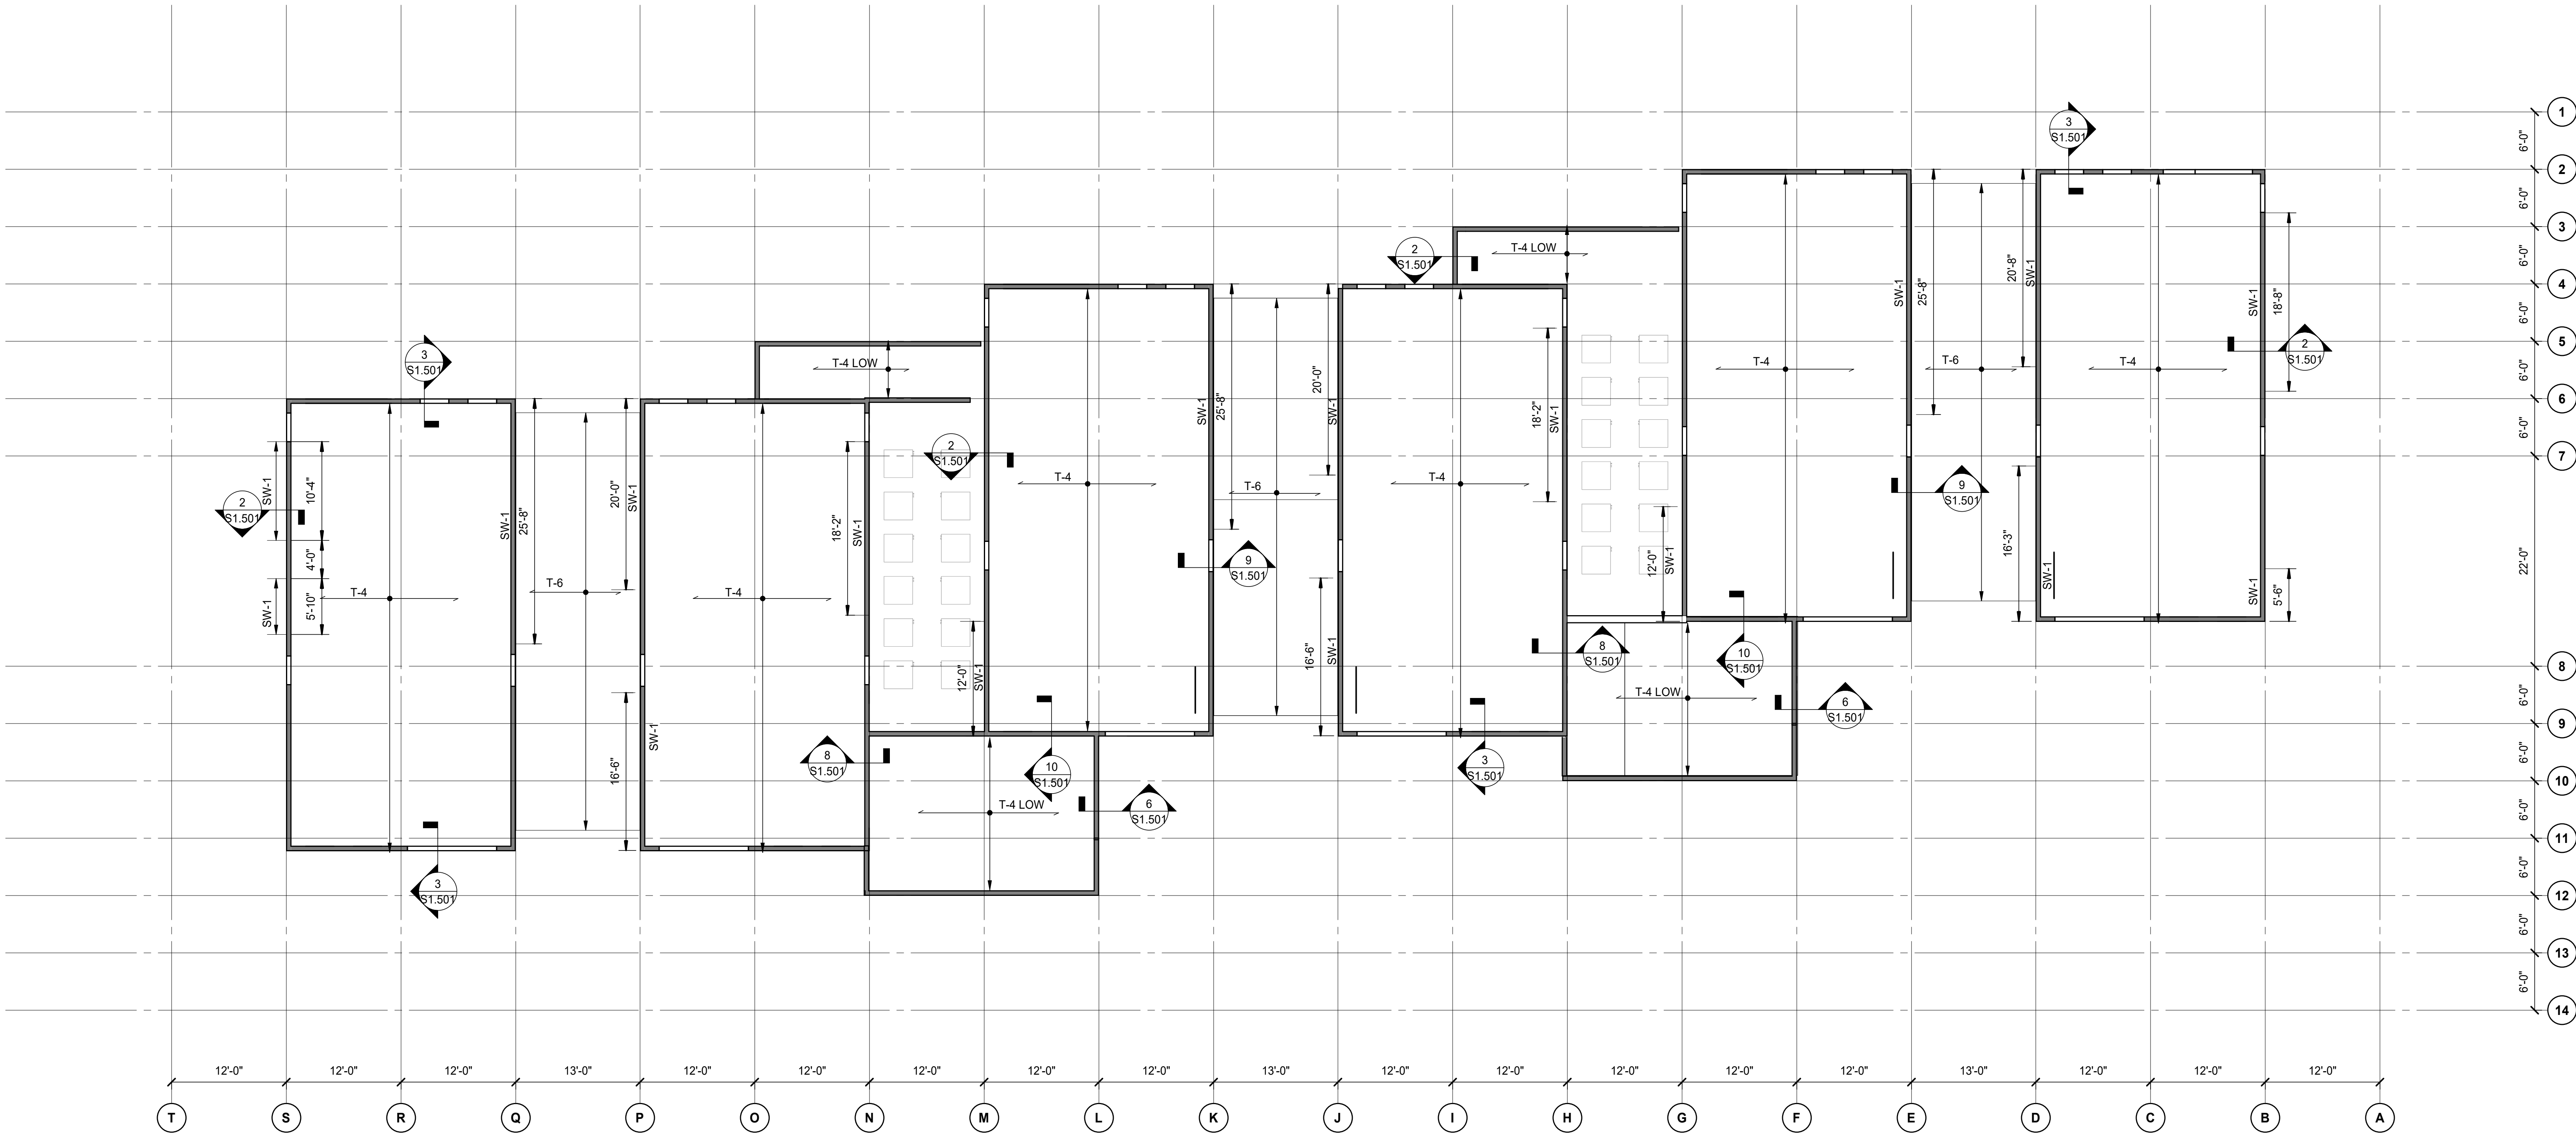 1
6'-0"
3
S1.501
2
6'-0"
3
6'-0"
2
S1.501
T-4 LOW
4
SW-1
25'-8"
20'-8"
SW-1
SW-1
18'-8"
6'-0"
3
S1.501
T-4 LOW
5
2
S1.501
T-4
T-6
T-4
6'-0"
SW-1
25'-8"
20'-0"
SW-1
18'-2"
SW-1
6
6'-0"
2
S1.501
7
SW-1
10'-4"
2
S1.501
SW-1
25'-8"
20'-0"
SW-1
18'-2"
SW-1
T-4
T-6
T-4
9
S1.501
4'-0"
SW-1
5'-10"
T-4
T-6
T-4
9
S1.501
12'-0"
SW-1
16'-3"
SW-1
SW-1
5'-6"
22'-0"
12'-0"
SW-1
16'-6"
SW-1
8
S1.501
10
S1.501
8
6'-0"
T-4 LOW
6
S1.501
9
SW-1
16'-6"
8
S1.501
10
S1.501
3
S1.501
6'-0"
10
T-4 LOW
6
S1.501
6'-0"
11
3
S1.501
6'-0"
12
6'-0"
13
6'-0"
14
12'-0"
12'-0"
12'-0"
13'-0"
12'-0"
12'-0"
12'-0"
12'-0"
12'-0"
13'-0"
12'-0"
12'-0"
12'-0"
12'-0"
12'-0"
13'-0"
12'-0"
12'-0"
12'-0"
T
S
R
Q
P
O
N
M
L
K
J
I
H
G
F
E
D
C
B
A